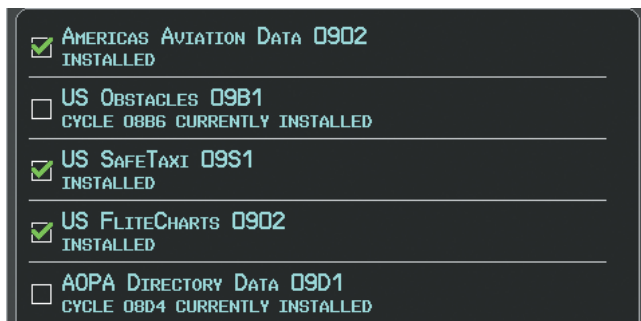 Americas Aviation Data 0902
INSTALLED
US Obstacles 09B1
CYCLE 08B6 CURRENTLY INSTALLED
US SafeTaxi 09S1
INSTALLED
US FliteCharts 0902
INSTALLED
AOPA Directory Data 09D1
CYCLE 08D4 CURRENTLY INSTALLED